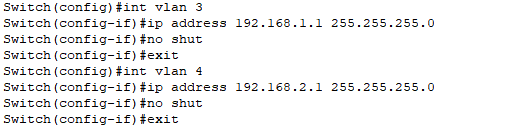 Switch(config)#int vlan 3
Switch(config-if)#ip address 192.168.1.1 255.255.255.0
Switch(config-if)#no shut
Switch(config-if)#exit
Switch(config)#int vlan 4
Switch(config-if)#ip address 192.168.2.1 255.255.255.0
Switch(config-if)#no shut
Switch(config-if)#exit